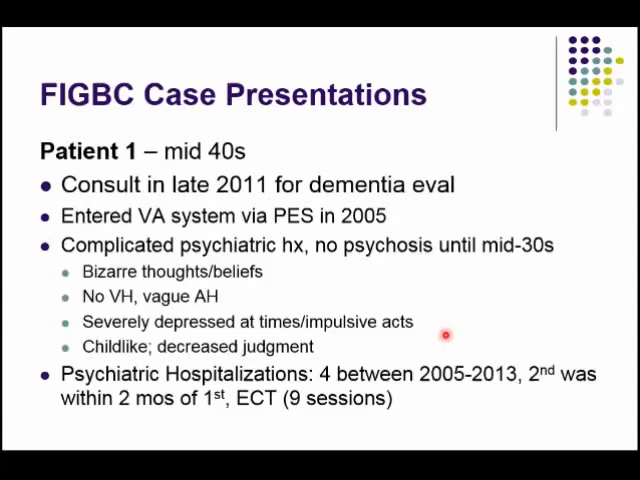 FIGBC Case Presentations
Patient 1 – mid 40s
Consult in late 2011 for dementia eval
Entered VA system via PES in 2005
Complicated psychiatric hx, no psychosis until mid-30s
Bizarre thoughts/beliefs
No VH, vague AH
Severely depressed at times/impulsive acts
Childlike; decreased judgment
Psychiatric Hospitalizations: 4 between 2005-2013, 2nd was
within 2 mos of 1st, ECT (9 sessions)